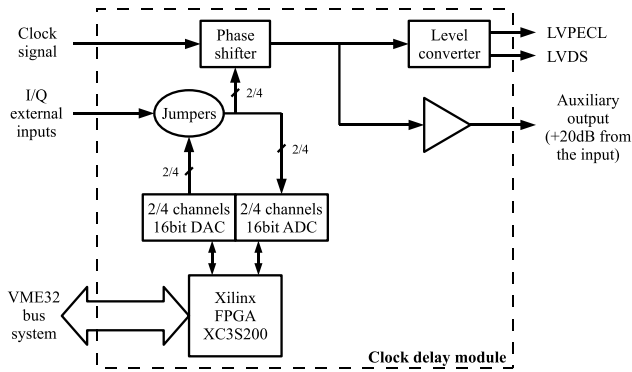 Clock
signal
Phase
shifter
Level
converter
LVPECL
LVDS
I/Q
external
inputs
Jumpers
2/4
2/4
2/4
Auxiliary
output
(+20dB from
the input)
2/4 channels
16bit DAC
2/4 channels
16bit ADC
VME32
bus
system
Xilinx
FPGA
XC3S200
Clock delay module